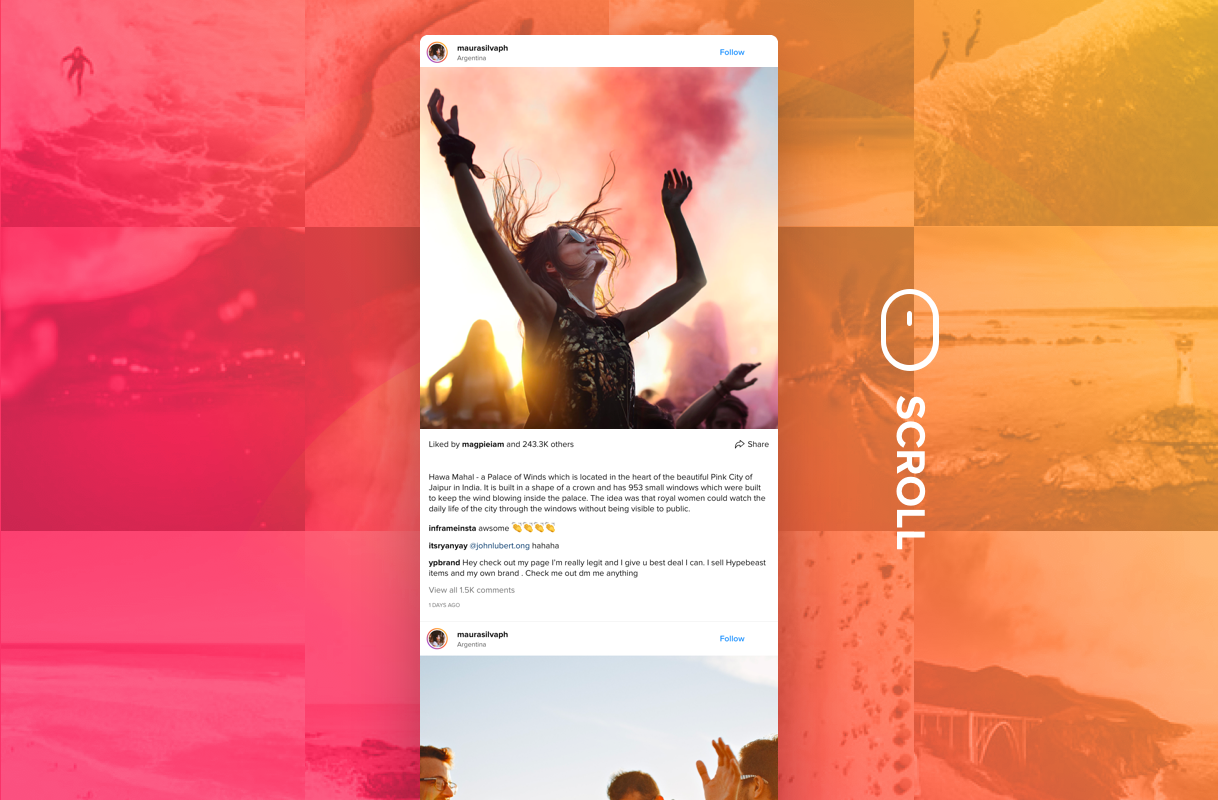 maurasilvaph
Argentina
Follow
Liked by magpieiam and 243.3K others
Share
Hawa Mahal - a Palace of Winds which is located in the heart of the beautiful Pink City of
Jaipur in India. It is built in a shape of a crown and has 953 small windows which were built
to keep the wind blowing inside the palace. The idea was that royal women could watch the
daily life of the city through the windows without being visible to public.
inframeinsta awsome 👏👏👏👏
itsryanyay @johnlubert.ong hahaha
ypbrand Hey check out my page I'm really legit and I give u best deal I can. I sell Hypebeast
items and my own brand . Check me out dm me anything
View all 1.5K comments
1 DAYS AGO
maurasilvaph
Argentina
Follow
SCROLL